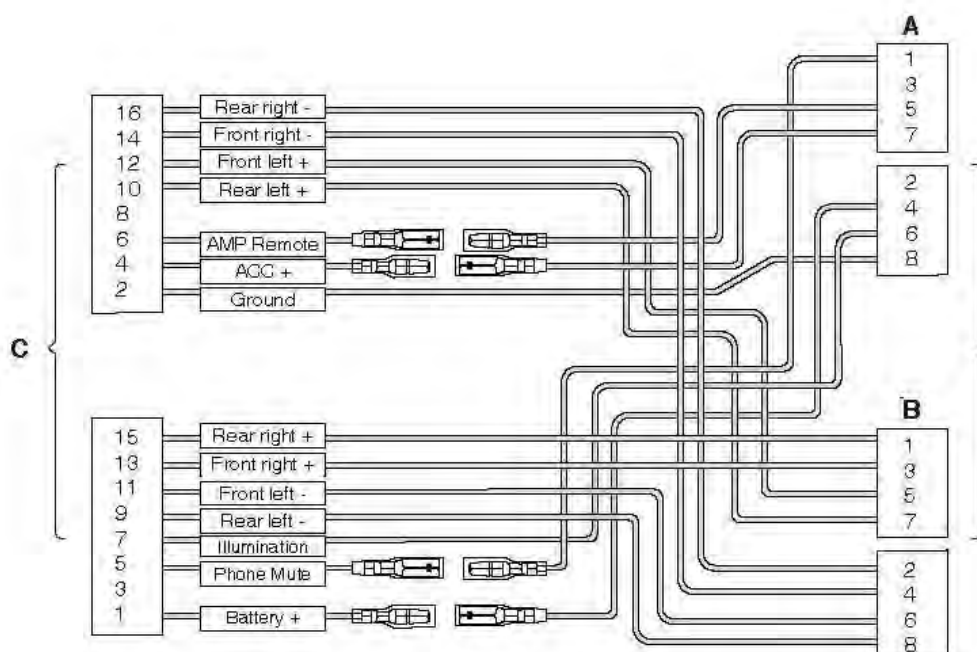 A
1
3
5
7
2
4
6
8
16 Rear right -
14 Front right -
12 Front left +
10 Rear left +
8
6 AMP Remote
4 ACC +
2 Ground
C
15 Rear right +
13 Front right +
11 Front left -
9 Rear left -
7 Illumination
5 Phone Mute
3
1 Battery +
B
1
3
5
7
2
4
6
8